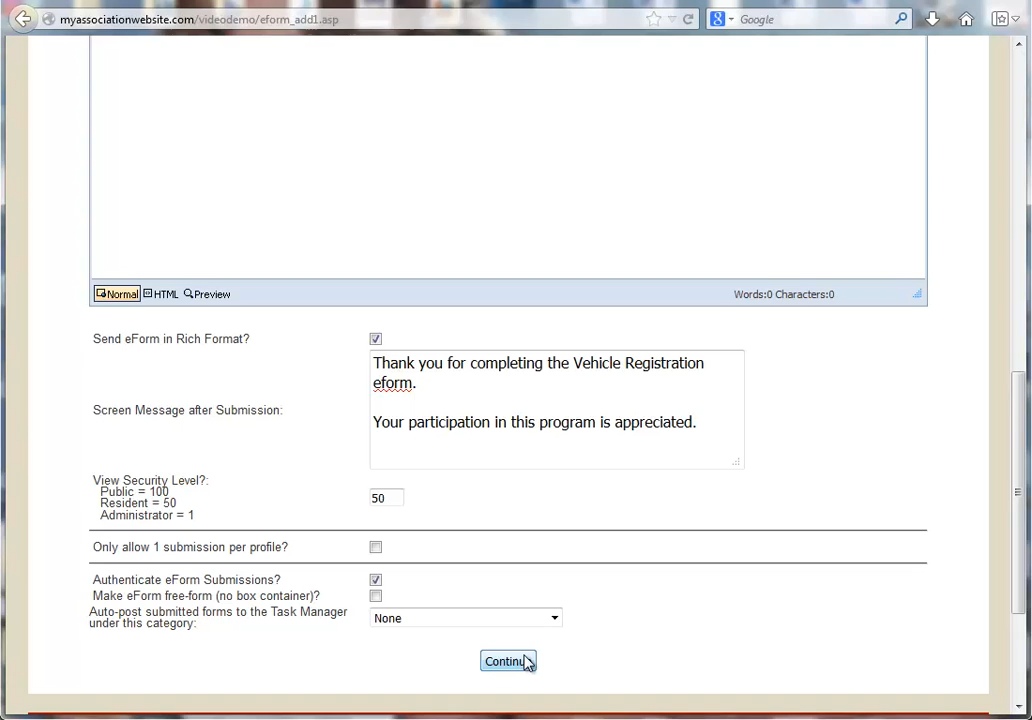 myassociationwebsite.com/videodemo/eform_add1.asp
Google
Normal HTML Preview Words:0 Characters:0
Send eForm in Rich Format?
Thank you for completing the Vehicle Registration
eform.
Screen Message after Submission:
Your participation in this program is appreciated.
View Security Level?:
Public = 100
Resident = 50
Administrator = 1
50
Only allow 1 submission per profile?
Authenticate eForm Submissions?
Make eForm free-form (no box container)?
Auto-post submitted forms to the Task Manager
under this category:
None
Continue